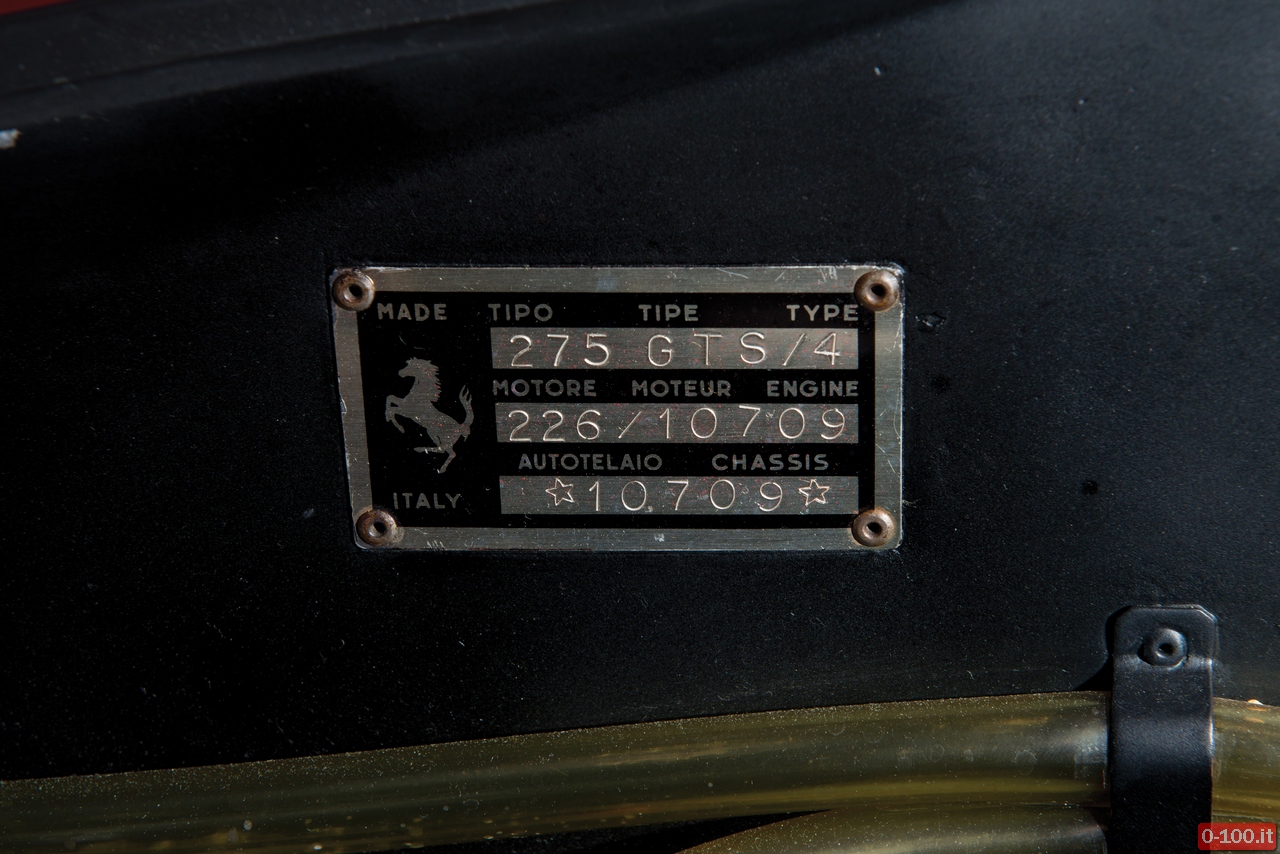 MADE TIPO TIPE TYPE
275 GTS/4
MOTORE MOTEUR ENGINE
226/10709
AUTOTELAIO CHASSIS
☆10709☆
ITALY
0-100.it